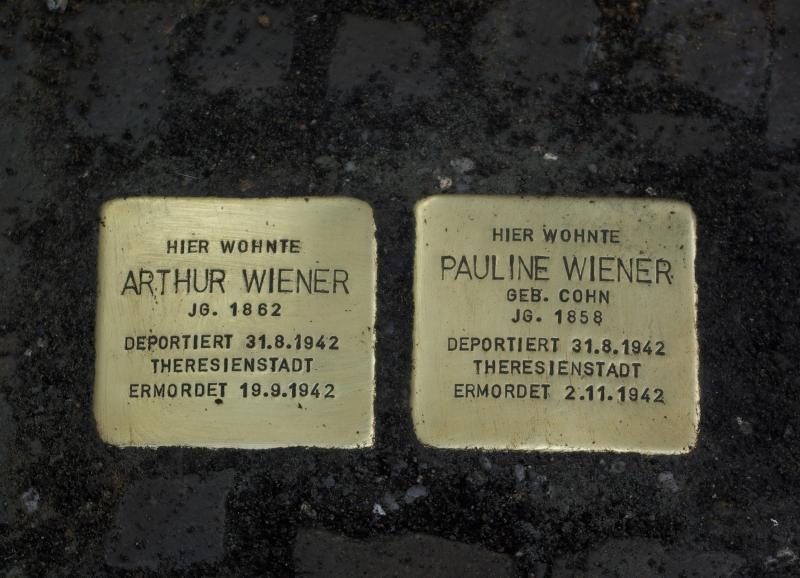 HIER WOHNTE
ARTHUR WIENER
JG. 1862
DEPORTIERT 31.8.1942
THERESIENSTADT
ERMORDET 19.9.1942
HIER WOHNTE
PAULINE WIENER
GEB. COHN
JG. 1858
DEPORTIERT 31.8.1942
THERESIENSTADT
ERMORDET 2.11.1942